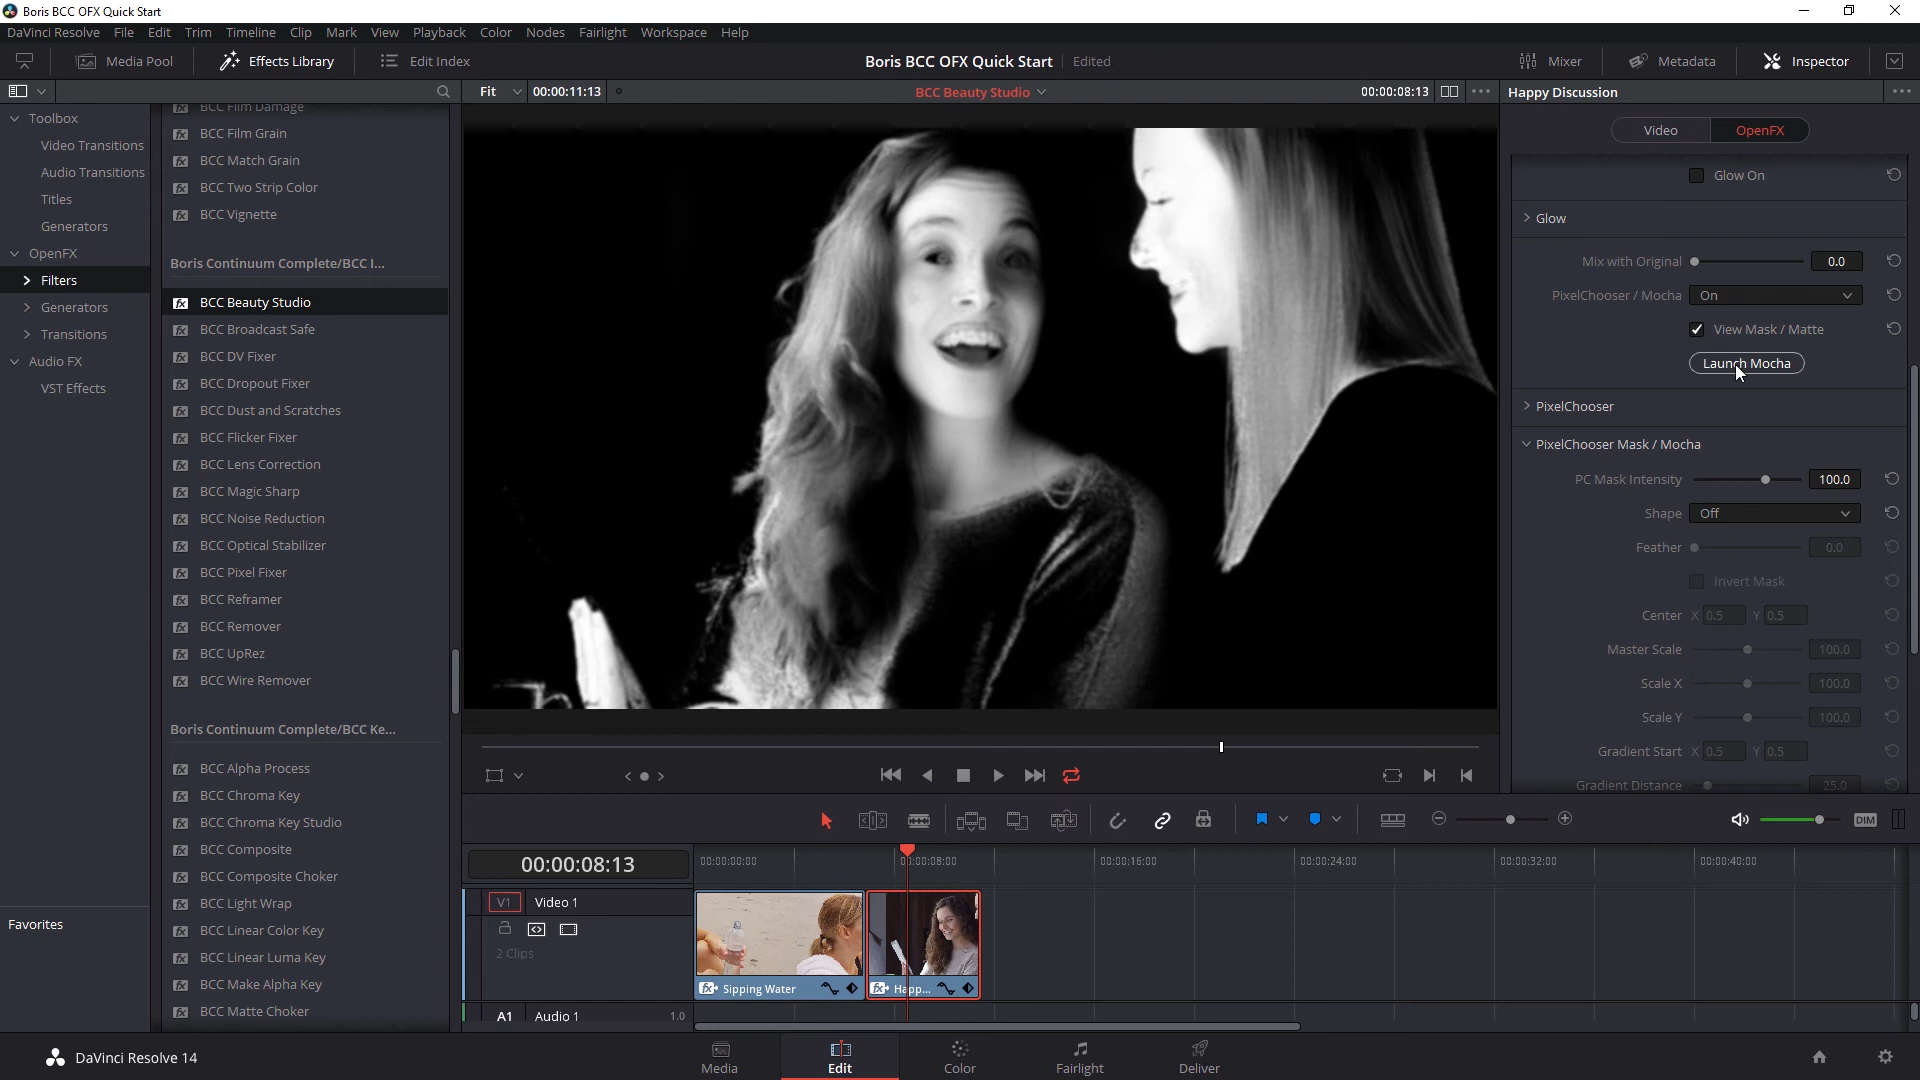 Boris BCC OFX Quick Start
DaVinci Resolve File Edit Trim Timeline Clip Mark View Playback Color Nodes Fairlight Workspace Help
Media Pool Effects Library Edit Index Boris BCC OFX Quick Start Edited Mixer Metadata Inspector
Fit 00:00:11:13 BCC Beauty Studio 00:00:08:13 Happy Discussion
Toolbox
Video Transitions
Audio Transitions
Titles
Generators
OpenFX
Filters
Generators
Transitions
Audio FX
VST Effects
Favorites
BCC Film Damage
BCC Film Grain
BCC Match Grain
BCC Two Strip Color
BCC Vignette
Boris Continuum Complete/BCC I...
BCC Beauty Studio
BCC Broadcast Safe
BCC DV Fixer
BCC Dropout Fixer
BCC Dust and Scratches
BCC Flicker Fixer
BCC Lens Correction
BCC Magic Sharp
BCC Noise Reduction
BCC Optical Stabilizer
BCC Pixel Fixer
BCC Reframer
BCC Remover
BCC UpRez
BCC Wire Remover
Boris Continuum Complete/BCC Ke...
BCC Alpha Process
BCC Chroma Key
BCC Chroma Key Studio
BCC Composite
BCC Composite Choker
BCC Light Wrap
BCC Linear Color Key
BCC Linear Luma Key
BCC Make Alpha Key
BCC Matte Choker
Video OpenFX
Glow On
Glow
Mix with Original 0.0
PixelChooser / Mocha On
View Mask / Matte
Launch Mocha
PixelChooser
PixelChooser Mask / Mocha
PC Mask Intensity 100.0
Shape Off
Feather 0.0
Invert Mask
Center X 0.5 Y 0.5
Master Scale 100.0
Scale X 100.0
Scale Y 100.0
Gradient Start X 0.5 Y 0.5
Gradient Distance 25.0
DIM
00:00:08:13 00:00:00:00 00:00:08:00 00:00:16:00 00:00:24:00 00:00:32:00 00:00:40:00
V1 Video 1
2 Clips
fx Sipping Water fx Happ...
A1 Audio 1 1.0
DaVinci Resolve 14
Media Edit Color Fairlight Deliver